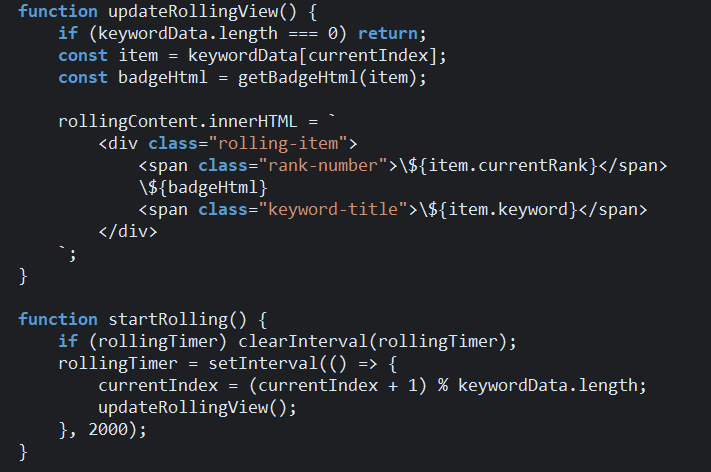 function updateRollingView() {
    if (keywordData.length === 0) return;
    const item = keywordData[currentIndex];
    const badgeHtml = getBadgeHtml(item);

    rollingContent.innerHTML = `
        <div class="rolling-item">
            <span class="rank-number">\${item.currentRank}</span>
            \${badgeHtml}
            <span class="keyword-title">\${item.keyword}</span>
        </div>
    `;
}

function startRolling() {
    if (rollingTimer) clearInterval(rollingTimer);
    rollingTimer = setInterval(() => {
        currentIndex = (currentIndex + 1) % keywordData.length;
        updateRollingView();
    }, 2000);
}